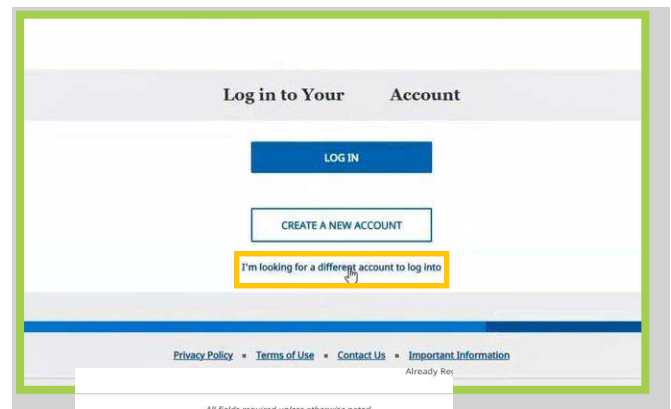 Log in to Your Account
LOG IN
CREATE A NEW ACCOUNT
I'm looking for a different account to log into
Privacy Policy ▪ Terms of Use ▪ Contact Us ▪ Important Information
Already
All fields required unless otherwise noted